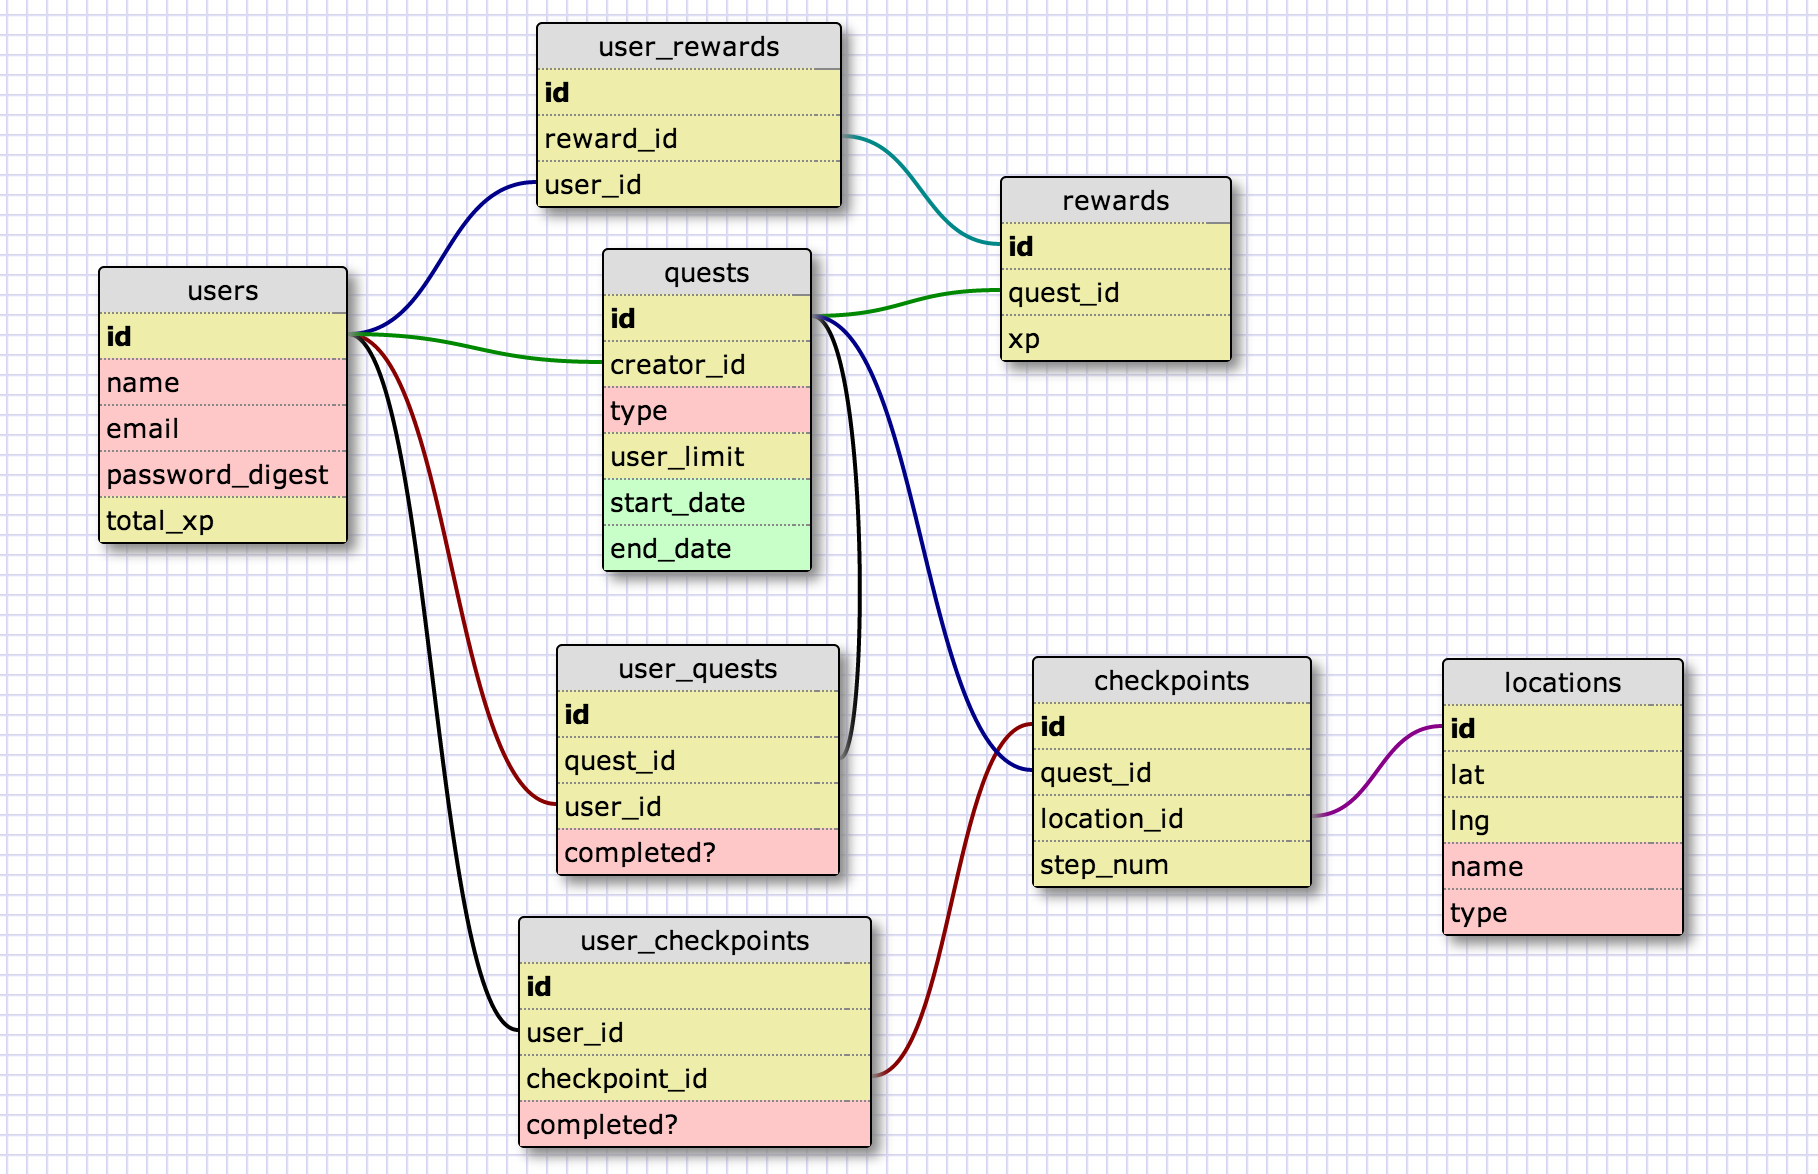 user_rewards
id
reward_id
user_id
rewards
id
quest_id
xp
users
id
name
email
password_digest
total_xp
quests
id
creator_id
type
user_limit
start_date
end_date
user_quests
id
quest_id
user_id
completed?
checkpoints
id
quest_id
location_id
step_num
locations
id
lat
lng
name
type
user_checkpoints
id
user_id
checkpoint_id
completed?